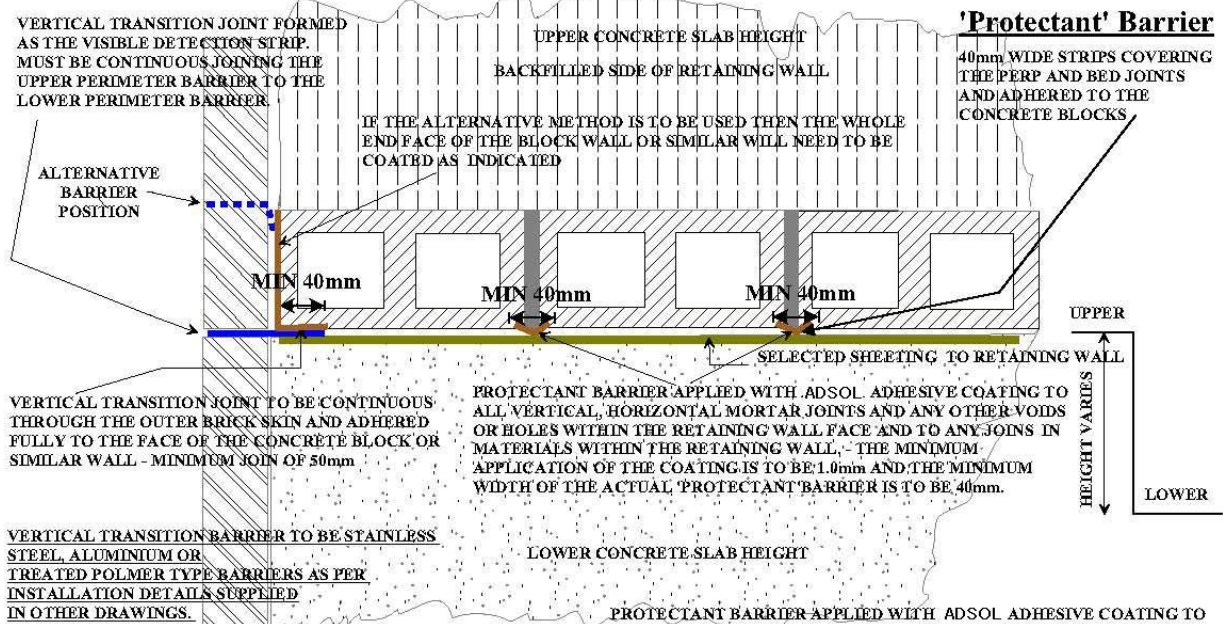 VERTICAL TRANSITION JOINT FORMED
AS THE VISIBLE DETECTION STRIP.
MUST BE CONTINUOUS JOINING THE
UPPER PERIMETER BARRIER TO THE
LOWER PERIMETER BARRIER.
UPPER CONCRETE SLAB HEIGHT
BACKFILLED SIDE OF RETAINING WALL
'Protectant' Barrier
40mm WIDE STRIPS COVERING
THE PERP AND BED JOINTS
AND ADHERED TO THE
CONCRETE BLOCKS
IF THE ALTERNATIVE METHOD IS TO BE USED THEN THE WHOLE
END FACE OF THE BLOCK WALL OR SIMILAR WILL NEED TO BE
COATED AS INDICATED
ALTERNATIVE
BARRIER
POSITION
MIN 40mm
MIN 40mm
MIN 40mm
UPPER
HEIGHT VARIES
LOWER
SELECTED SHEETING TO RETAINING WALL
VERTICAL TRANSITION JOINT TO BE CONTINUOUS
THROUGH THE OUTER BRICK SKIN AND ADHERED
FULLY TO THE FACE OF THE CONCRETE BLOCK OR
SIMILAR WALL - MINIMUM JOIN OF 50mm
PROTECTANT BARRIER APPLIED WITH ADSOL ADHESIVE COATING TO
ALL VERTICAL, HORIZONTAL MORTAR JOINTS AND ANY OTHER VOIDS
OR HOLES WITHIN THE RETAINING WALL FACE AND TO ANY JOINS IN
MATERIALS WITHIN THE RETAINING WALL, - THE MINIMUM
APPLICATION OF THE COATING IS TO BE 1.0mm AND THE MINIMUM
WIDTH OF THE ACTUAL 'PROTECTANT' BARRIER IS TO BE 40mm.
VERTICAL TRANSITION BARRIER TO BE STAINLESS
STEEL, ALUMINIUM OR
TREATED POLMER TYPE BARRIERS AS PER
INSTALLATION DETAILS SUPPLIED
IN OTHER DRAWINGS.
LOWER CONCRETE SLAB HEIGHT
PROTECTANT BARRIER APPLIED WITH ADSOL ADHESIVE COATING TO